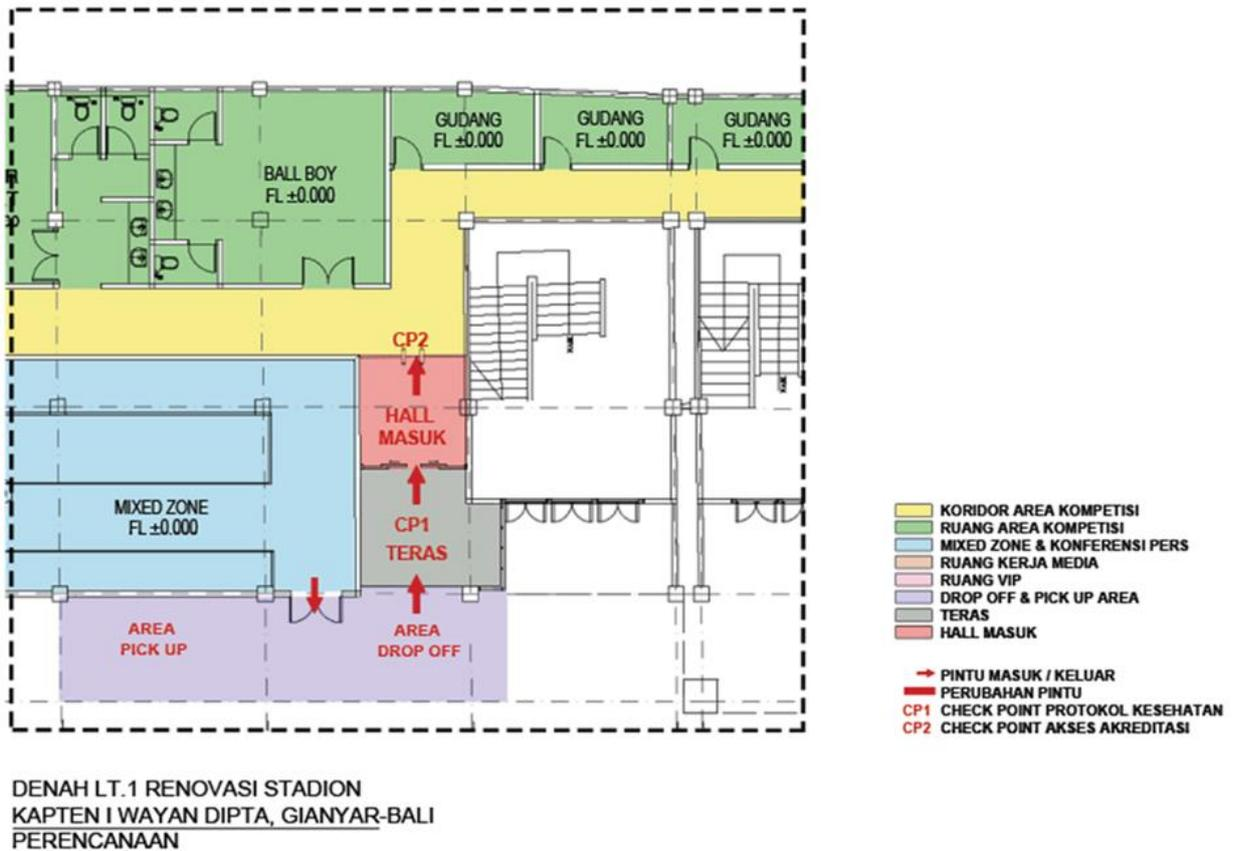 GUDANG
FL ±0.000
GUDANG
FL ±0.000
GUDANG
FL ±0.000
BALL BOY
FL ±0.000
CP2
HALL
MASUK
MIXED ZONE
FL ±0.000
CP1
TERAS
AREA
PICK UP
AREA
DROP OFF
KORIDOR AREA KOMPETISI
RUANG AREA KOMPETISI
MIXED ZONE & KONFERENSI PERS
RUANG KERJA MEDIA
RUANG VIP
DROP OFF & PICK UP AREA
TERAS
HALL MASUK
PINTU MASUK / KELUAR
PERUBAHAN PINTU
CP1 CHECK POINT PROTOKOL KESEHATAN
CP2 CHECK POINT AKSES AKREDITASI
DENAH LT.1 RENOVASI STADION
KAPTEN I WAYAN DIPTA, GIANYAR-BALI
PERENCANAAN